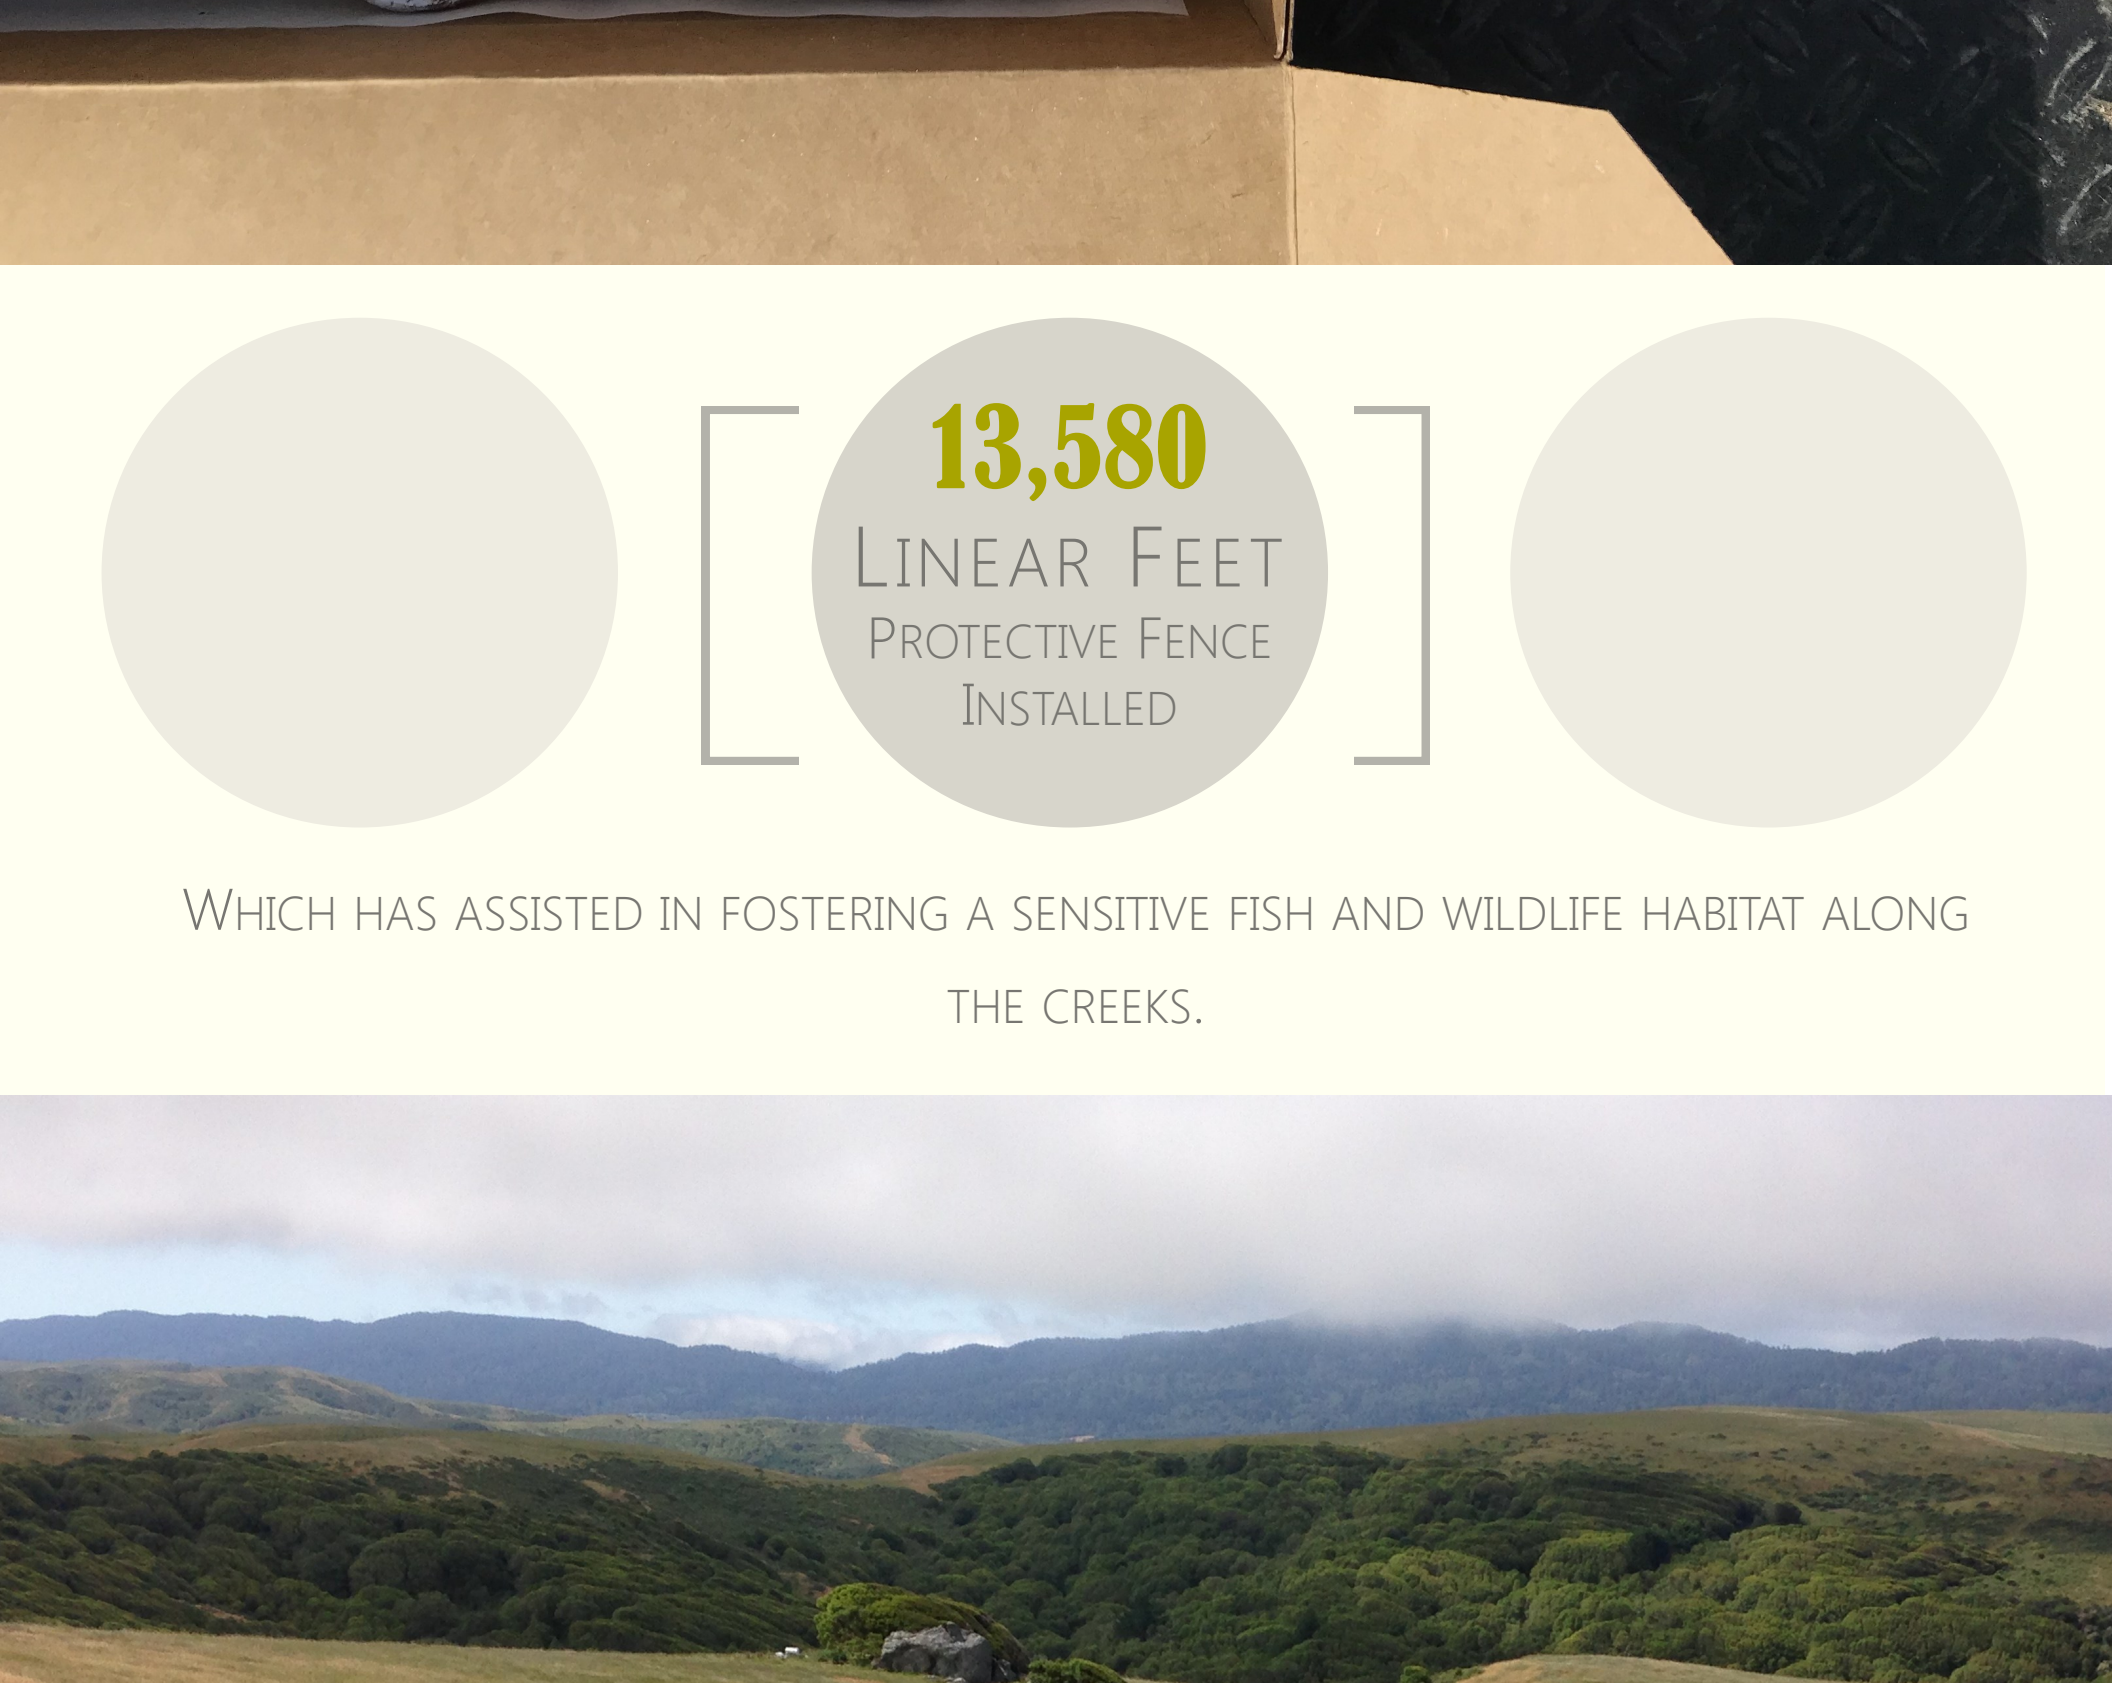 13,580
Linear Feet
Protective Fence
Installed
Which has assisted in fostering a sensitive fish and wildlife habitat along
the creeks.